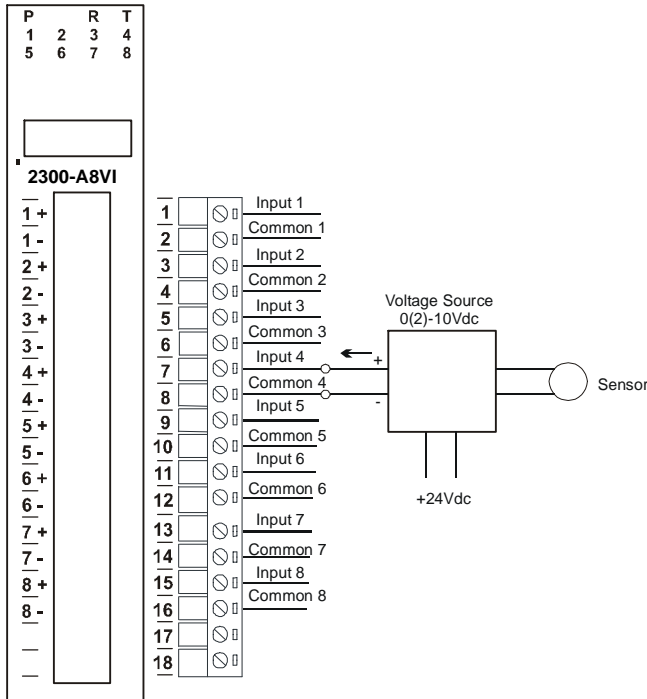 P R T
1 2 3 4
5 6 7 8
2300-A8VI
1 +
1 -
2 +
2 -
3 +
3 -
4 +
4 -
5 +
5 -
6 +
6 -
7 +
7 -
8 +
8 -
1 Input 1
2 Common 1
3 Input 2
4 Common 2
5 Input 3
6 Common 3
7 Input 4
8 Common 4
9 Input 5
10 Common 5
11 Input 6
12 Common 6
13 Input 7
14 Common 7
15 Input 8
16 Common 8
17
18
Voltage Source
0(2)-10Vdc
+
-
Sensor
+24Vdc